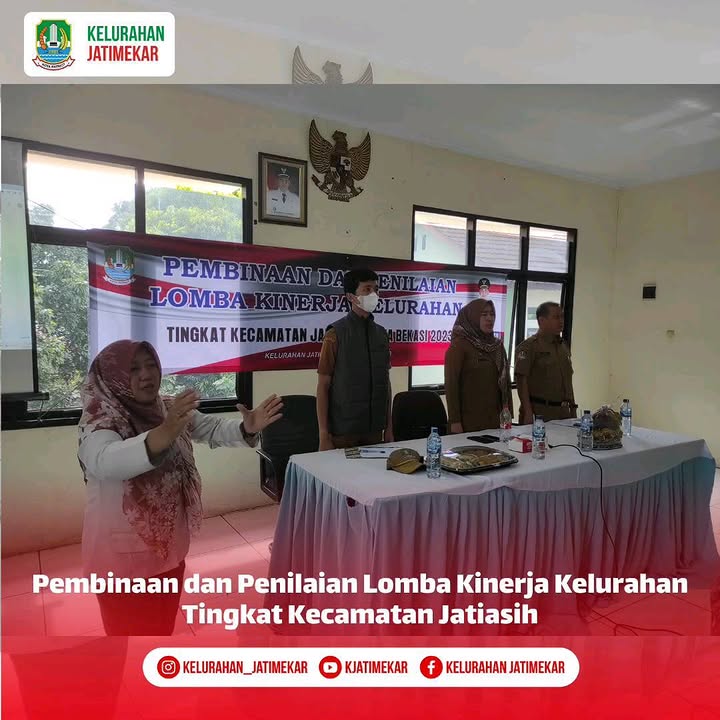 KELURAHAN
JATIMEKAR
PEMBINAAN DAN PENILAIAN
LOMBA KINERJA KELURAHAN
TINGKAT KECAMATAN BEKASI 2023
KELURAHAN
Pembinaan dan Penilaian Lomba Kinerja Kelurahan
Tingkat Kecamatan Jatiasih
KELURAHAN_JATIMEKAR KJATIMEKAR KELURAHAN JATIMEKAR